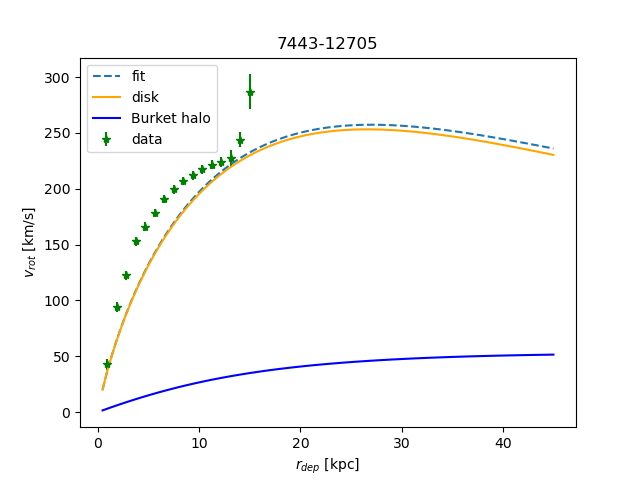 7443-12705
fit
disk
Burket halo
data
300
250
200
150
100
50
0
v_rot [km/s]
0 10 20 30 40
r_dep [kpc]